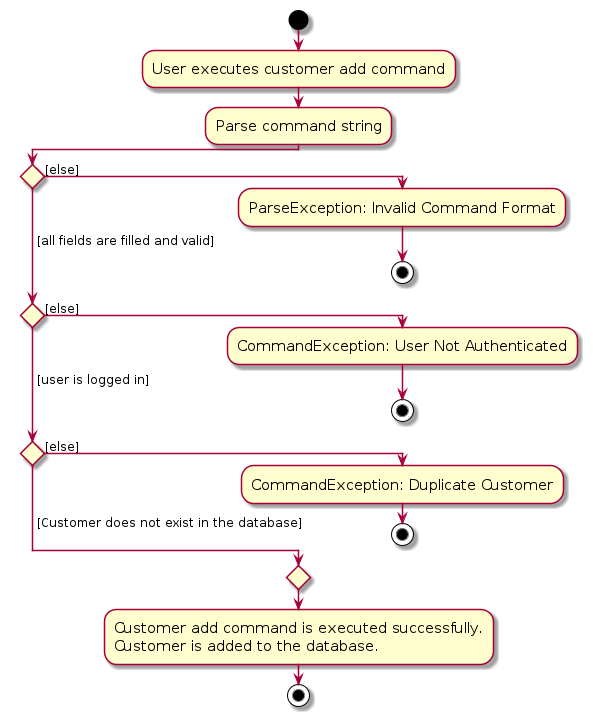 User executes customer add command
Parse command string
[else]
ParseException: Invalid Command Format
[all fields are filled and valid]
[else]
CommandException: User Not Authenticated
[user is logged in]
[else]
CommandException: Duplicate Customer
[Customer does not exist in the database]
Customer add command is executed successfully.
Customer is added to the database.